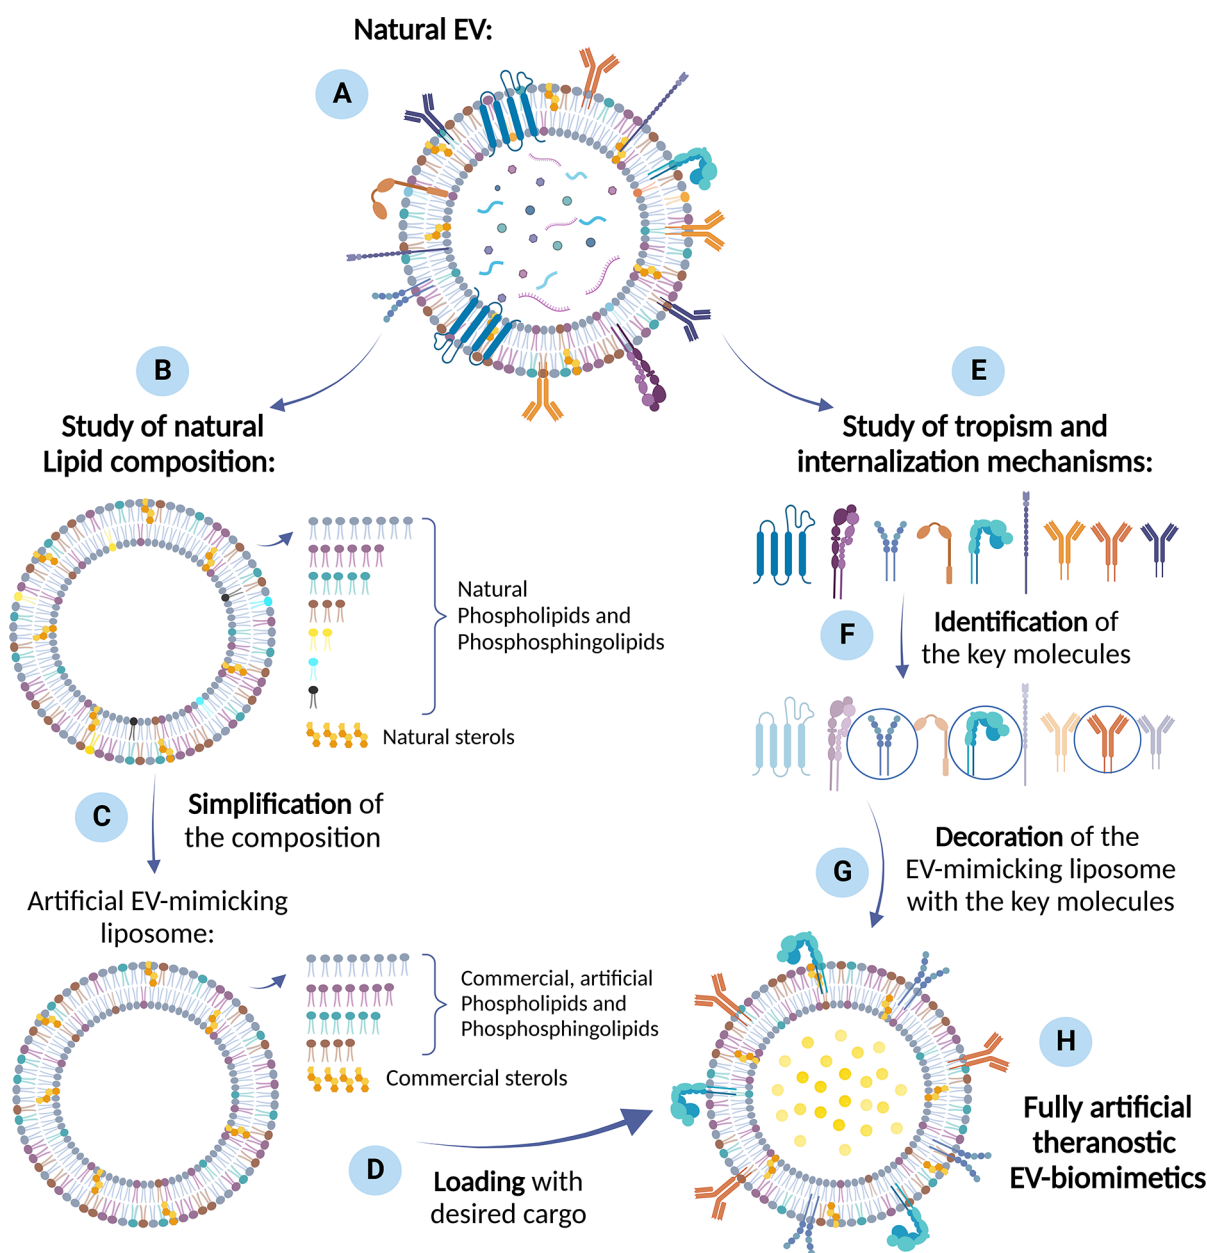 Natural EV:
A
B
Study of natural
Lipid composition:
Natural
Phospholipids and
Phosphosphingolipids
Natural sterols
C
Simplification of
the composition
Artificial EV-mimicking
liposome:
Commercial, artificial
Phospholipids and
Phosphosphingolipids
Commercial sterols
D
Loading with
desired cargo
E
Study of tropism and
internalization mechanisms:
F
Identification of
the key molecules
G
Decoration of the
EV-mimicking liposome
with the key molecules
H
Fully artificial
theranostic
EV-biomimetics